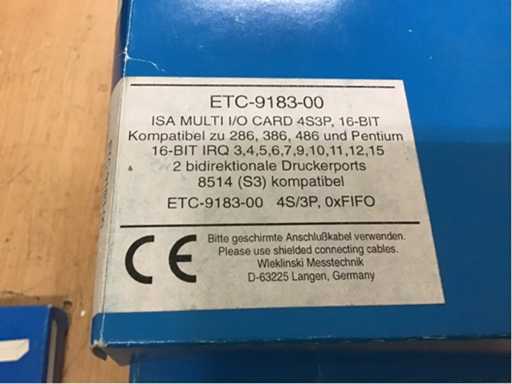 ETC-9183-00
ISA MULTI I/O CARD 4S3P, 16-BIT
Kompatibel zu 286, 386, 486 und Pentium
16-BIT IRQ 3,4,5,6,7,9,10,11,12,15
2 bidirektionale Druckerports
8514 (S3) kompatibel
ETC-9183-00 4S/3P, 0xFIFO
CE
Bitte geschirmte Anschlußkabel verwenden.
Please use shielded connecting cables.
Wieklinski Messtechnik
D-63225 Langen, Germany